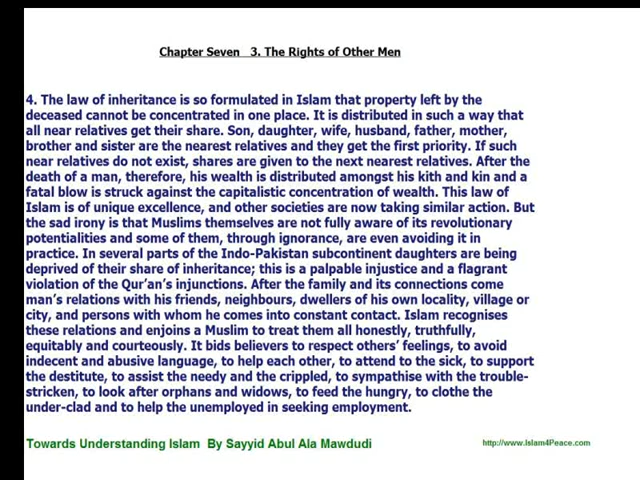 Chapter Seven   3. The Rights of Other Men
4. The law of inheritance is so formulated in Islam that property left by the
deceased cannot be concentrated in one place. It is distributed in such a way that
all near relatives get their share. Son, daughter, wife, husband, father, mother,
brother and sister are the nearest relatives and they get the first priority. If such
near relatives do not exist, shares are given to the next nearest relatives. After the
death of a man, therefore, his wealth is distributed amongst his kith and kin and a
fatal blow is struck against the capitalistic concentration of wealth. This law of
Islam is of unique excellence, and other societies are now taking similar action. But
the sad irony is that Muslims themselves are not fully aware of its revolutionary
potentialities and some of them, through ignorance, are even avoiding it in
practice. In several parts of the Indo-Pakistan subcontinent daughters are being
deprived of their share of inheritance; this is a palpable injustice and a flagrant
violation of the Qur’an’s injunctions. After the family and its connections come
man’s relations with his friends, neighbours, dwellers of his own locality, village or
city, and persons with whom he comes into constant contact. Islam recognises
these relations and enjoins a Muslim to treat them all honestly, truthfully,
equitably and courteously. It bids believers to respect others’ feelings, to avoid
indecent and abusive language, to help each other, to attend to the sick, to support
the destitute, to assist the needy and the crippled, to sympathise with the trouble-
stricken, to look after orphans and widows, to feed the hungry, to clothe the
under-clad and to help the unemployed in seeking employment.
Towards Understanding Islam  By Sayyid Abul Ala Mawdudi
http://www.Islam4Peace.com